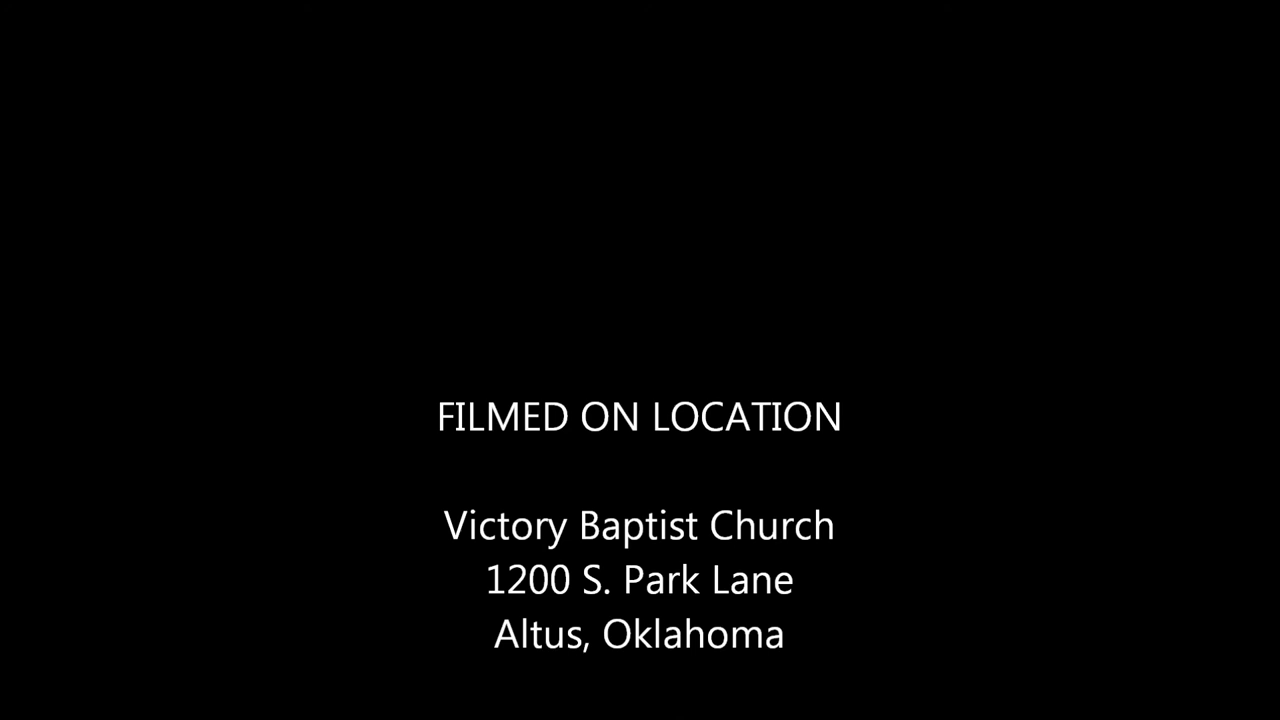 FILMED ON LOCATION
Victory Baptist Church
1200 S. Park Lane
Altus, Oklahoma